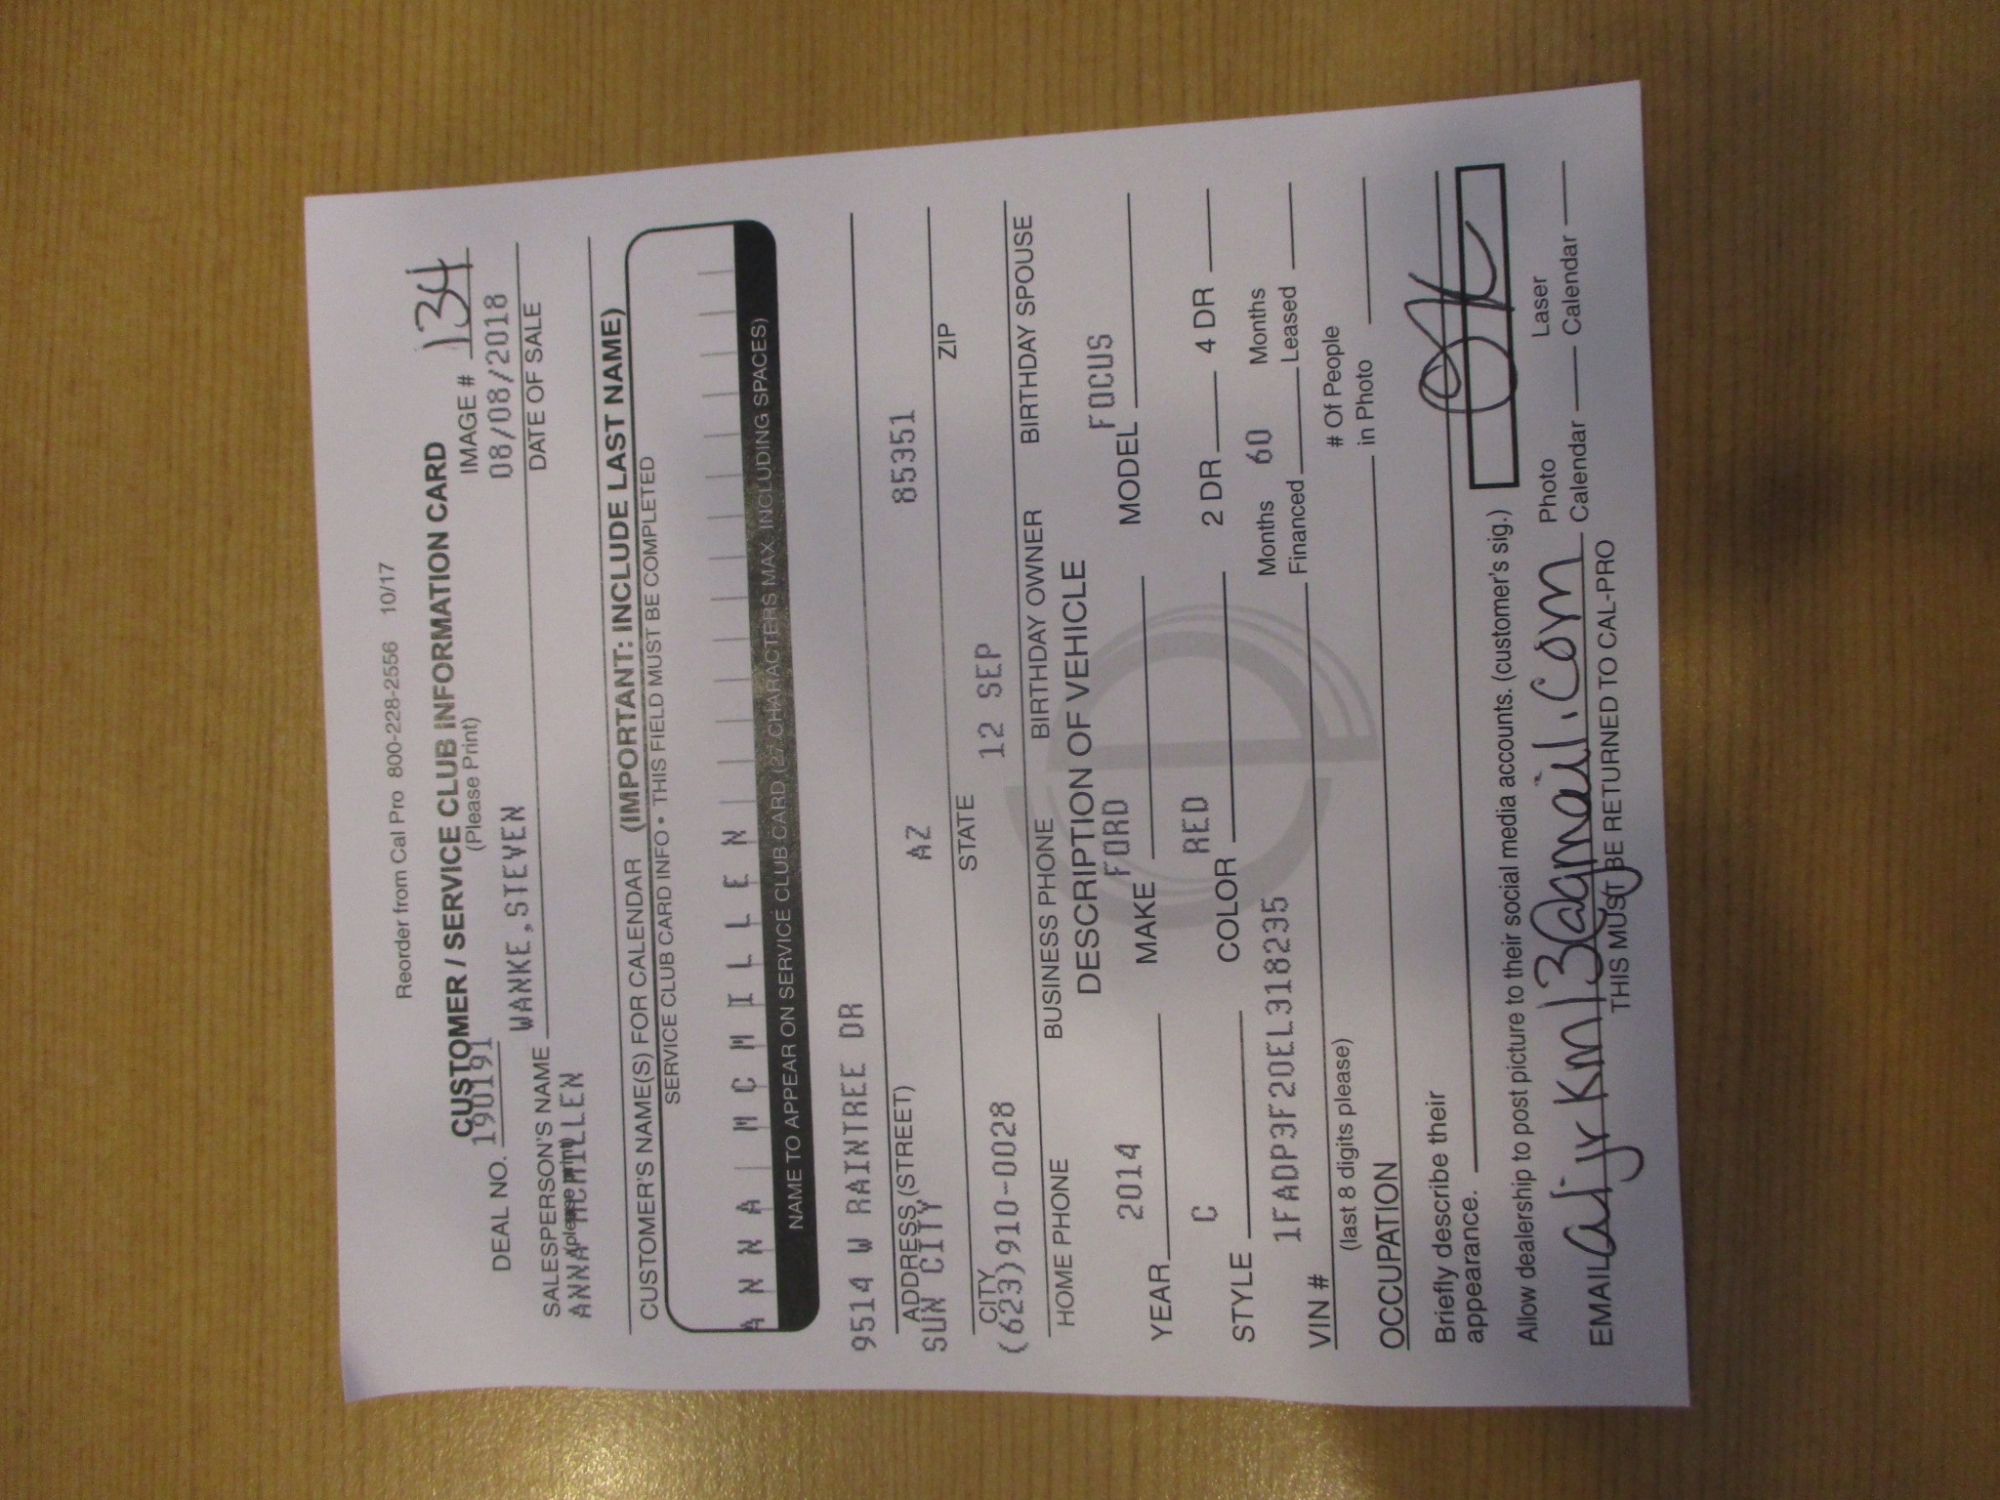 Reorder from Cal Pro 800-228-2556 10/17
CUSTOMER / SERVICE CLUB INFORMATION CARD
(Please Print)
DEAL NO. 190191 IMAGE # 134
WANKE,STEVEN 08/08/2018
SALESPERSON'S NAME DATE OF SALE
(please print)
ANNA MCMILLEN
CUSTOMER'S NAME(S) FOR CALENDAR (IMPORTANT: INCLUDE LAST NAME)
SERVICE CLUB CARD INFO • THIS FIELD MUST BE COMPLETED
A N N A M C M I L L E N
NAME TO APPEAR ON SERVICE CLUB CARD (27 CHARACTERS MAX. INCLUDING SPACES)
9514 W RAINTREE DR
ADDRESS (STREET)
SUN CITY AZ 85351
CITY STATE ZIP
(623)910-0028 12 SEP
HOME PHONE BUSINESS PHONE BIRTHDAY OWNER BIRTHDAY SPOUSE
DESCRIPTION OF VEHICLE
YEAR 2014 MAKE FORD MODEL FOCUS
STYLE C COLOR RED 2 DR 4 DR
VIN # 1FADP3F20EL318235 Months Financed 60 Months Leased
(last 8 digits please)
OCCUPATION # Of People in Photo
Briefly describe their
appearance.
Allow dealership to post picture to their social media accounts. (customer's sig.)
EMAIL @gmail.com Photo Calendar Laser Calendar
THIS MUST BE RETURNED TO CAL-PRO